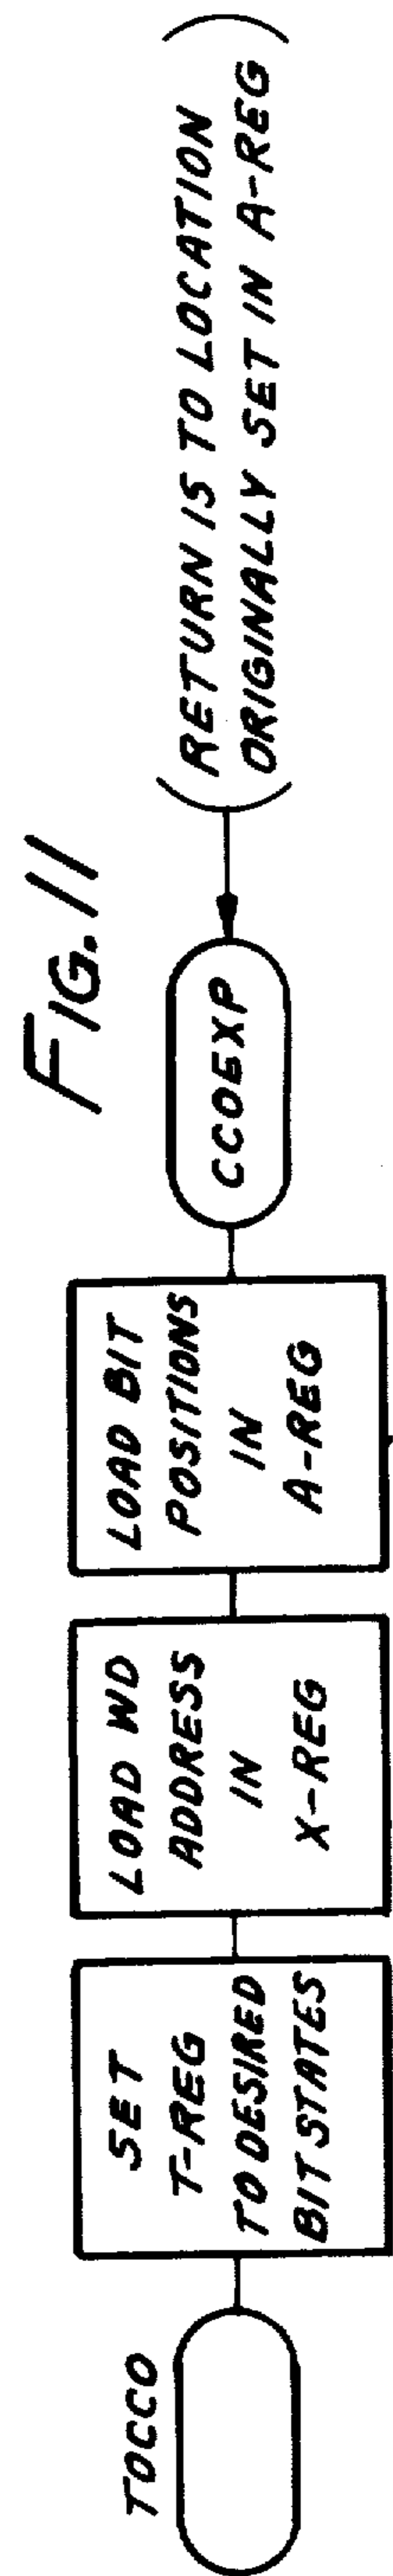 FIG. 11
TOCCO
SET
T-REG
TO DESIRED
BIT STATES
LOAD WD
ADDRESS
IN
X-REG
LOAD BIT
POSITIONS
IN
A-REG
CCOEXP
(RETURN IS TO LOCATION
ORIGINALLY SET IN A-REG)